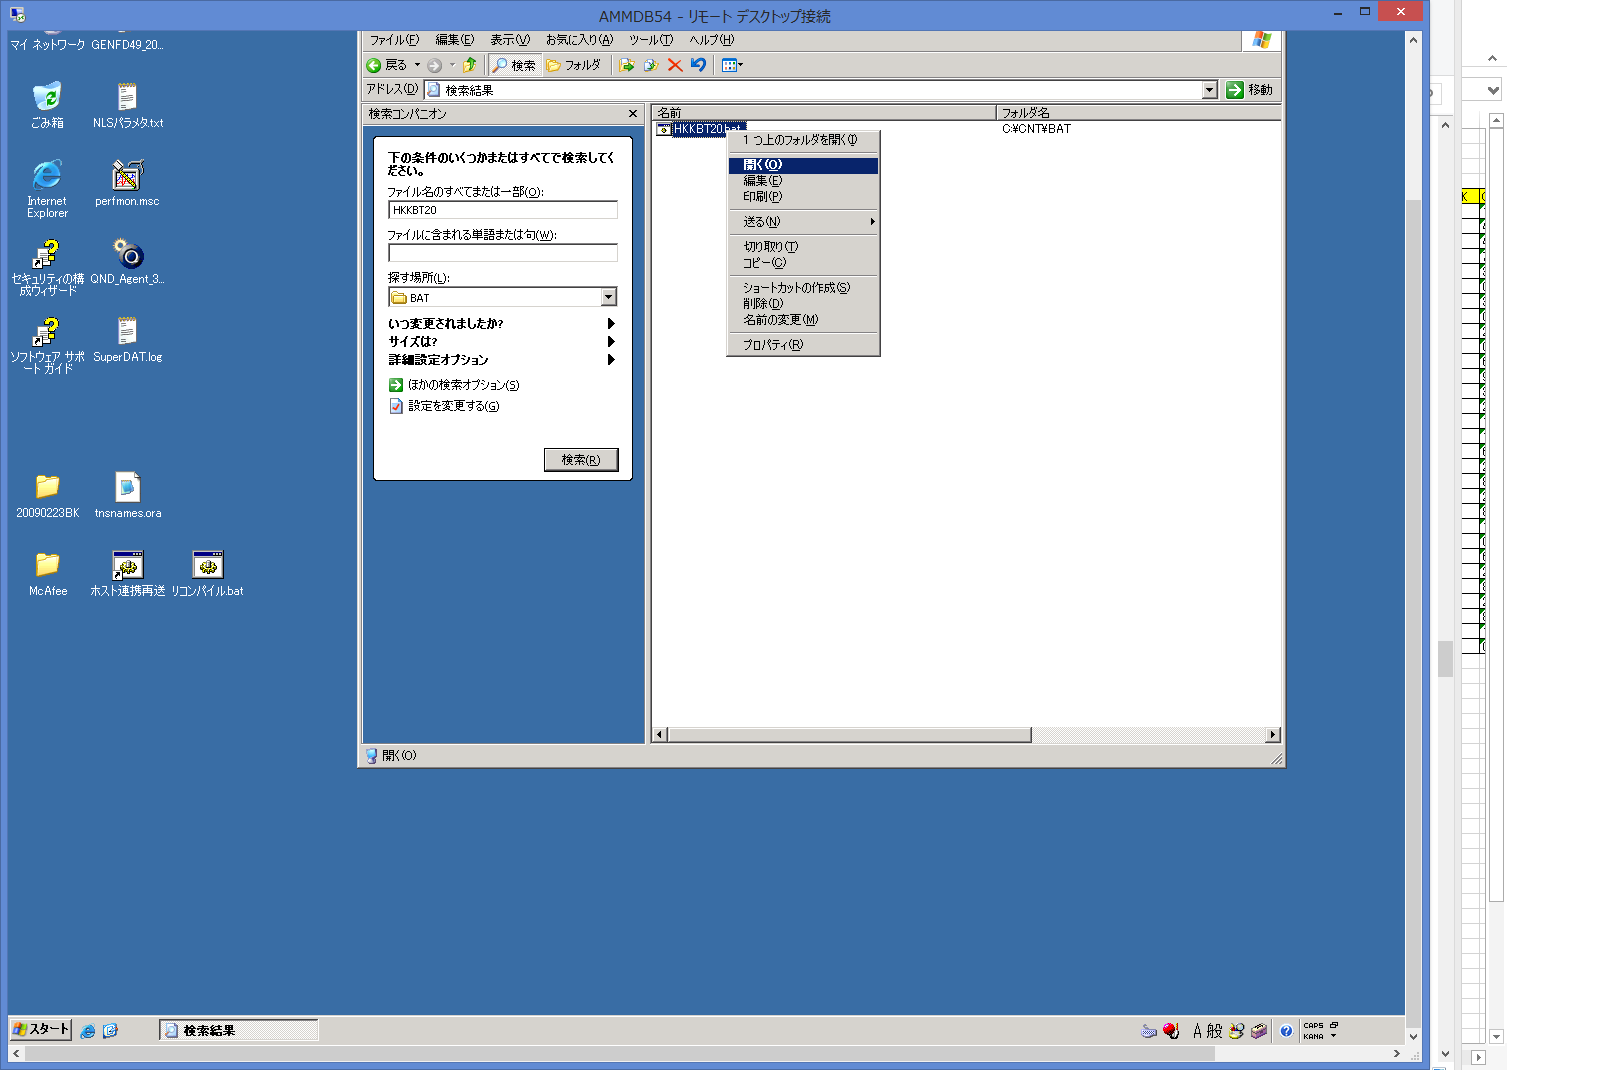 AMMDB54 - リモート デスクトップ接続
マイ ネットワーク
GENFD49_20...
ごみ箱
NLSパラメタ.txt
Internet Explorer
perfmon.msc
セキュリティの構成ウィザード
QND_Agent_3...
ソフトウェア サポート ガイド
SuperDAT.log
20090223BK
tnsnames.ora
McAfee
ホスト連携再送
リコンパイル.bat
ファイル(F) 編集(E) 表示(V) お気に入り(A) ツール(T) ヘルプ(H)
戻る 検索 フォルダ
アドレス(D) 検索結果 移動
検索コンパニオン
下の条件のいくつかまたはすべてで検索してください。
ファイル名のすべてまたは一部(O):
HKKBT20
ファイルに含まれる単語または句(W):
探す場所(L):
BAT
いつ変更されましたか?
サイズは?
詳細設定オプション
ほかの検索オプション(S)
設定を変更する(G)
検索(R)
名前 フォルダ名
HKKBT20.bat C:¥CNT¥BAT
1 つ上のフォルダを開く(I)
開く(O)
編集(E)
印刷(P)
送る(N)
切り取り(T)
コピー(C)
ショートカットの作成(S)
削除(D)
名前の変更(M)
プロパティ(R)
開く(O)
スタート 検索結果
A 般
CAPS
KANA